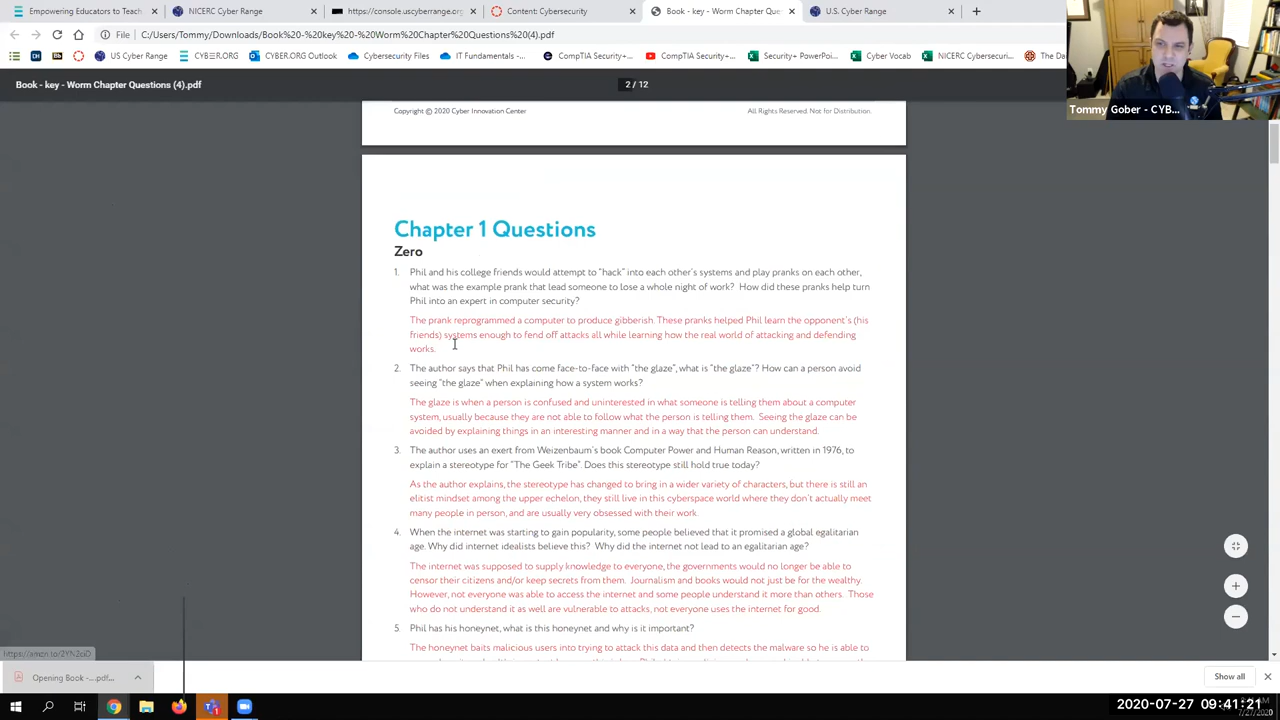 Empowering Educators to Teach
NICERC Cyber Range
https://console.uscyberrange.org
Content: Cybersecurity
Book - key - Worm Chapter Que
U.S. Cyber Range
File
C:/Users/Tommy/Downloads/Book%20-%20key%20-%20Worm%20Chapter%20Questions%20(4).pdf
US Cyber Range
CYBER.ORG
CYBER.ORG Outlook
Cybersecurity Files
IT Fundamentals -...
CompTIA Security+...
CompTIA Security+...
Security+ PowerPoi...
Cyber Vocab
NICERC Cybersecuri...
The Da
Book - key - Worm Chapter Questions (4).pdf
2 / 12
Tommy Gober - CYB...
Copyright © 2020 Cyber Innovation Center
All Rights Reserved. Not for Distribution.
Chapter 1 Questions
Zero
1. Phil and his college friends would attempt to "hack" into each other's systems and play pranks on each other,
what was the example prank that lead someone to lose a whole night of work? How did these pranks help turn
Phil into an expert in computer security?
The prank reprogrammed a computer to produce gibberish. These pranks helped Phil learn the opponent's (his
friends) systems enough to fend off attacks all while learning how the real world of attacking and defending
works.
2. The author says that Phil has come face-to-face with "the glaze", what is "the glaze"? How can a person avoid
seeing "the glaze" when explaining how a system works?
The glaze is when a person is confused and uninterested in what someone is telling them about a computer
system, usually because they are not able to follow what the person is telling them. Seeing the glaze can be
avoided by explaining things in an interesting manner and in a way that the person can understand.
3. The author uses an exert from Weizenbaum's book Computer Power and Human Reason, written in 1976, to
explain a stereotype for "The Geek Tribe". Does this stereotype still hold true today?
As the author explains, the stereotype has changed to bring in a wider variety of characters, but there is still an
elitist mindset among the upper echelon, they still live in this cyberspace world where they don't actually meet
many people in person, and are usually very obsessed with their work.
4. When the internet was starting to gain popularity, some people believed that it promised a global egalitarian
age. Why did internet idealists believe this? Why did the internet not lead to an egalitarian age?
The internet was supposed to supply knowledge to everyone, the governments would no longer be able to
censor their citizens and/or keep secrets from them. Journalism and books would not just be for the wealthy.
However, not everyone was able to access the internet and some people understand it more than others. Those
who do not understand it as well are vulnerable to attacks, not everyone uses the internet for good.
5. Phil has his honeynet, what is this honeynet and why is it important?
The honeynet baits malicious users into trying to attack this data and then detects the malware so he is able to
Opening Book -....pdf
Show all
2020-07-27 09:41:21